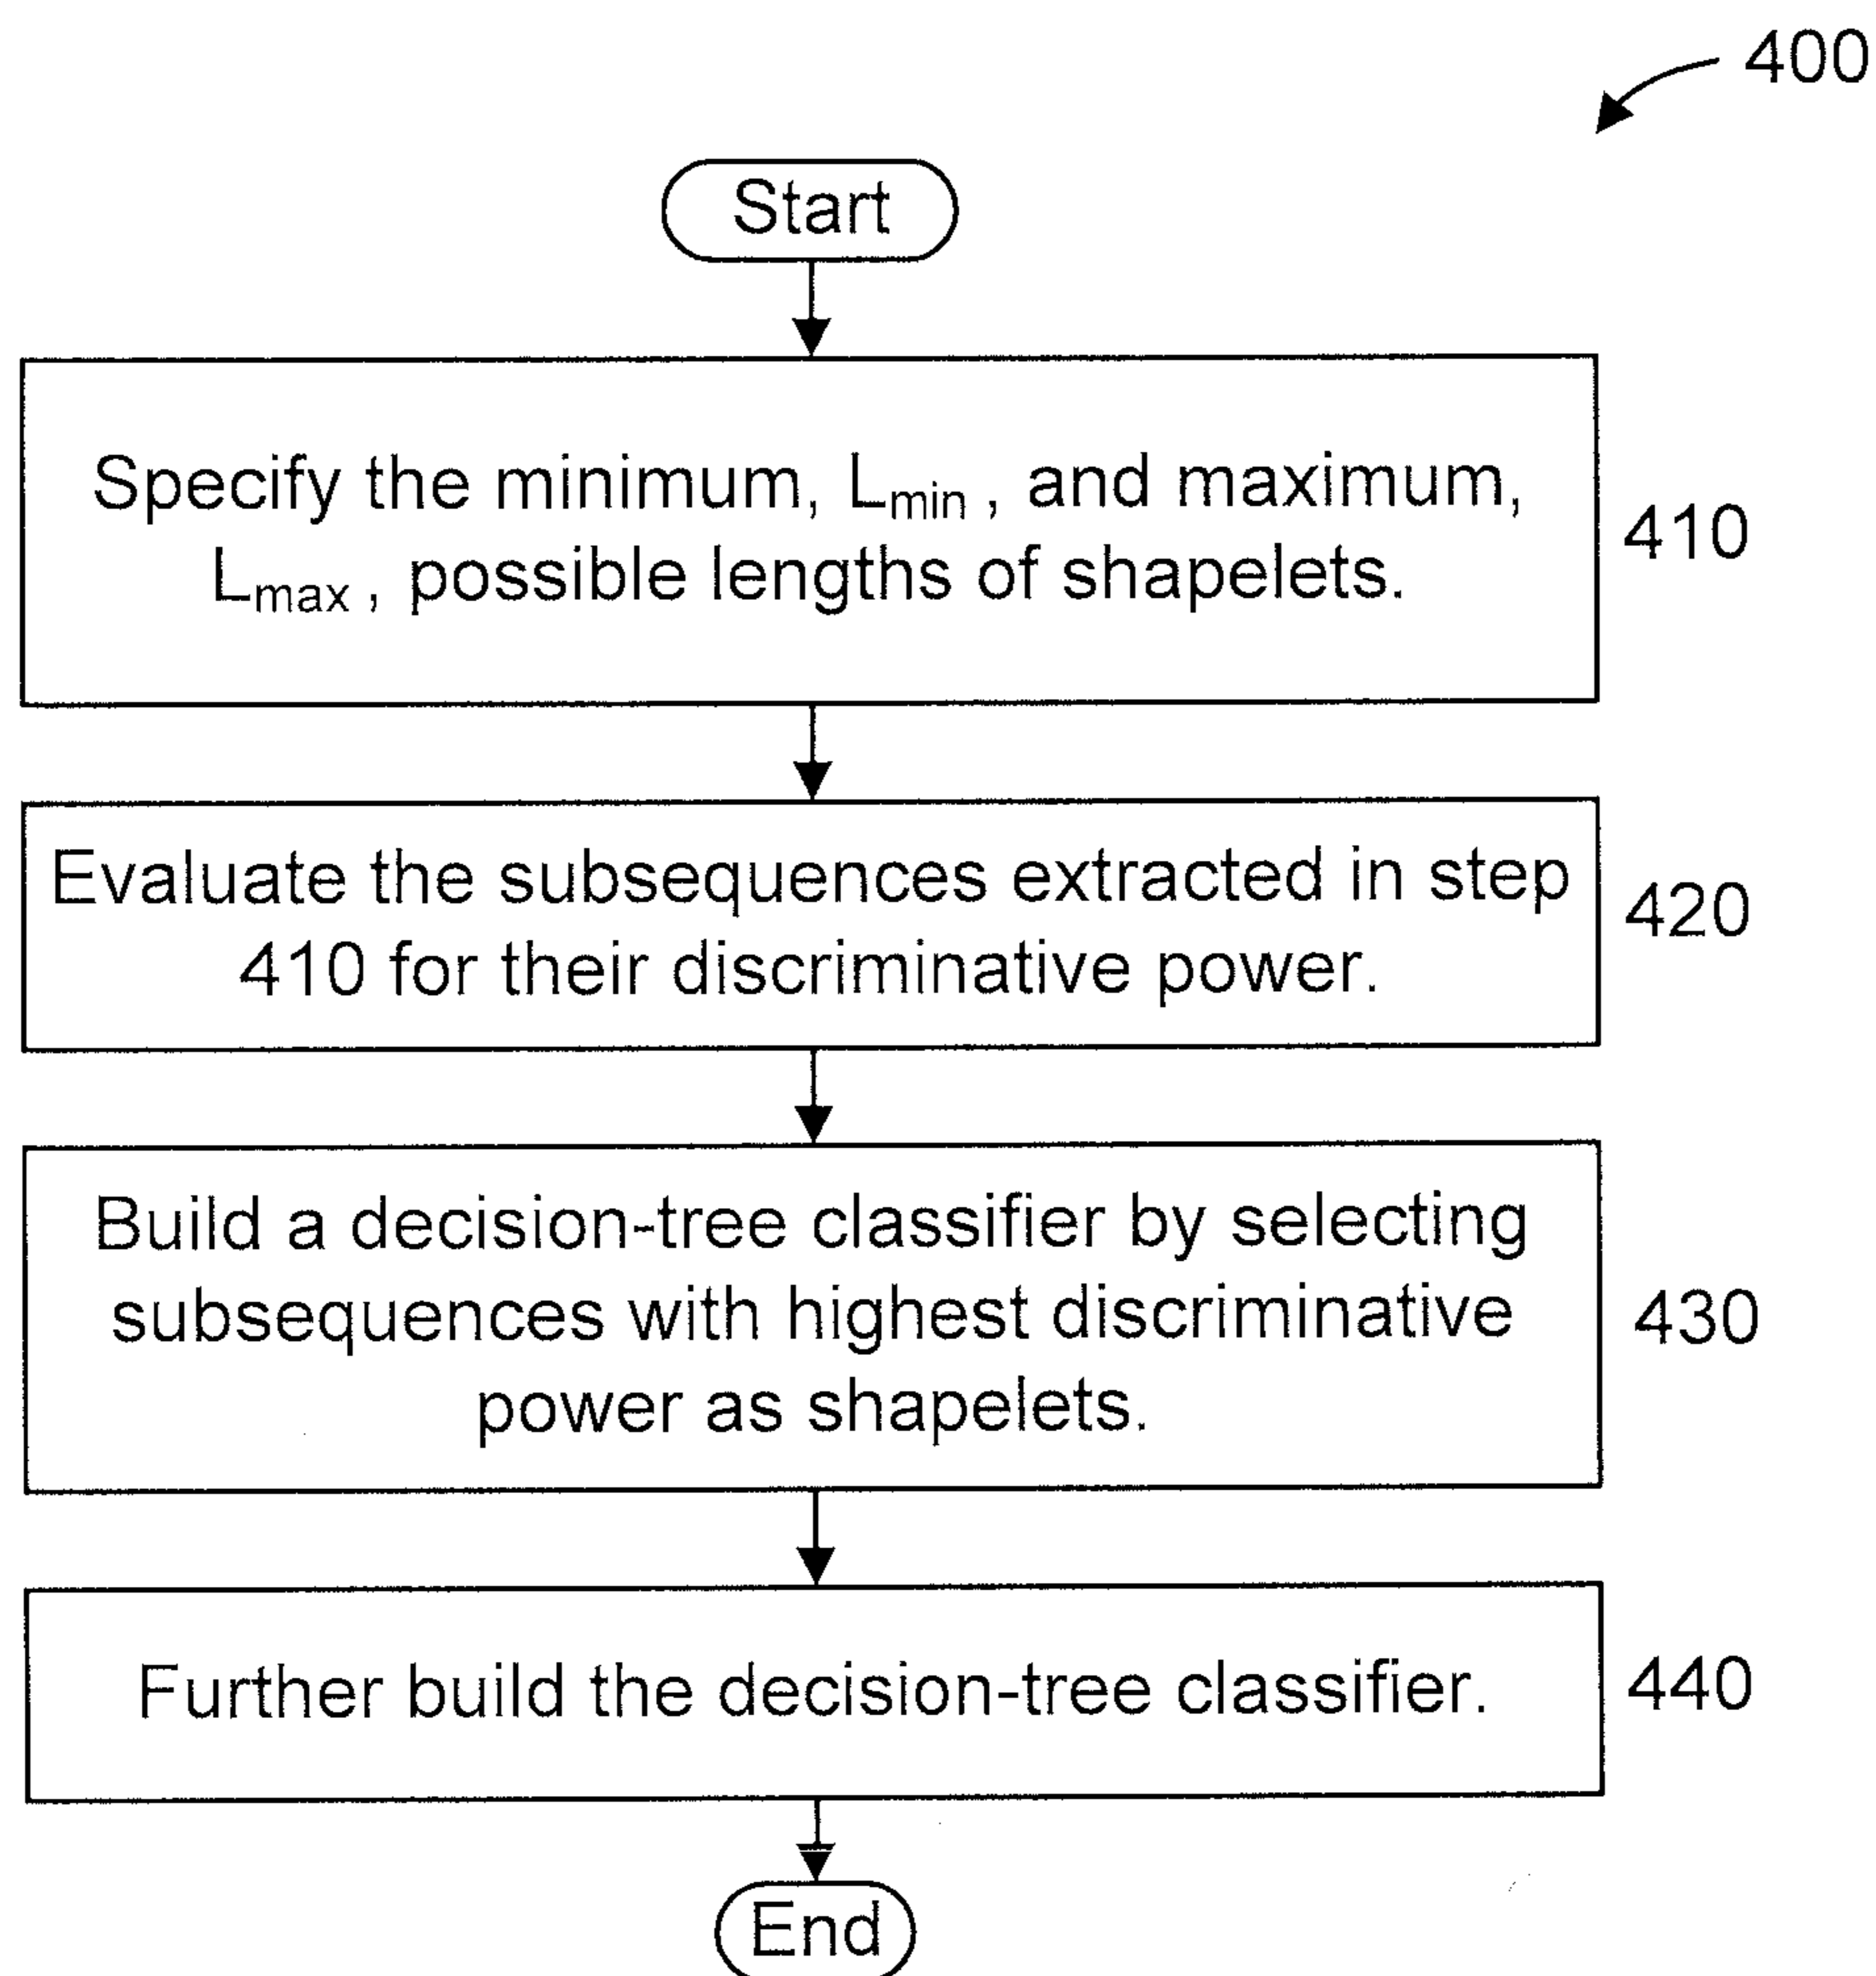 400
Start
Specify the minimum, Lmin , and maximum,
Lmax , possible lengths of shapelets.
410
Evaluate the subsequences extracted in step
410 for their discriminative power.
420
Build a decision-tree classifier by selecting
subsequences with highest discriminative
power as shapelets.
430
Further build the decision-tree classifier.
440
End